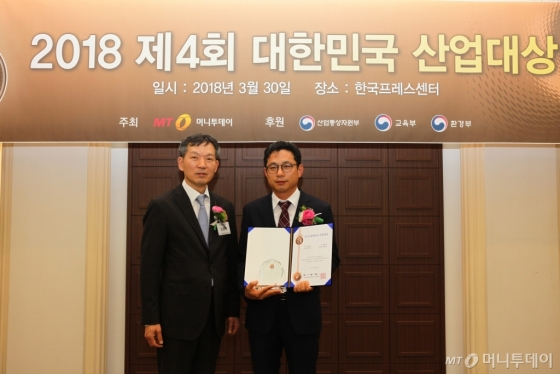 2018 제4회 대한민국 산업대상
일시 : 2018년 3월 30일 장소 : 한국프레스센터
주최 MT 머니투데이 후원 산업통상자원부 교육부 환경부
MT 머니투데이